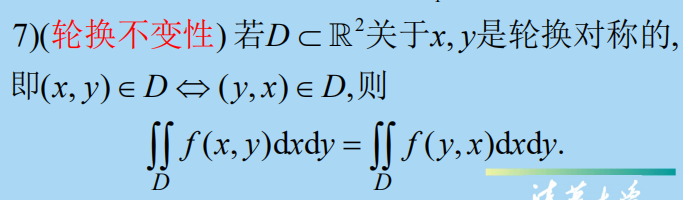 7)(轮换不变性) 若D ⊂ ℝ²关于x, y是轮换对称的,
即(x, y) ∈ D ⇔ (y, x) ∈ D,则
∬_D f(x, y)dxdy = ∬_D f(y, x)dxdy.